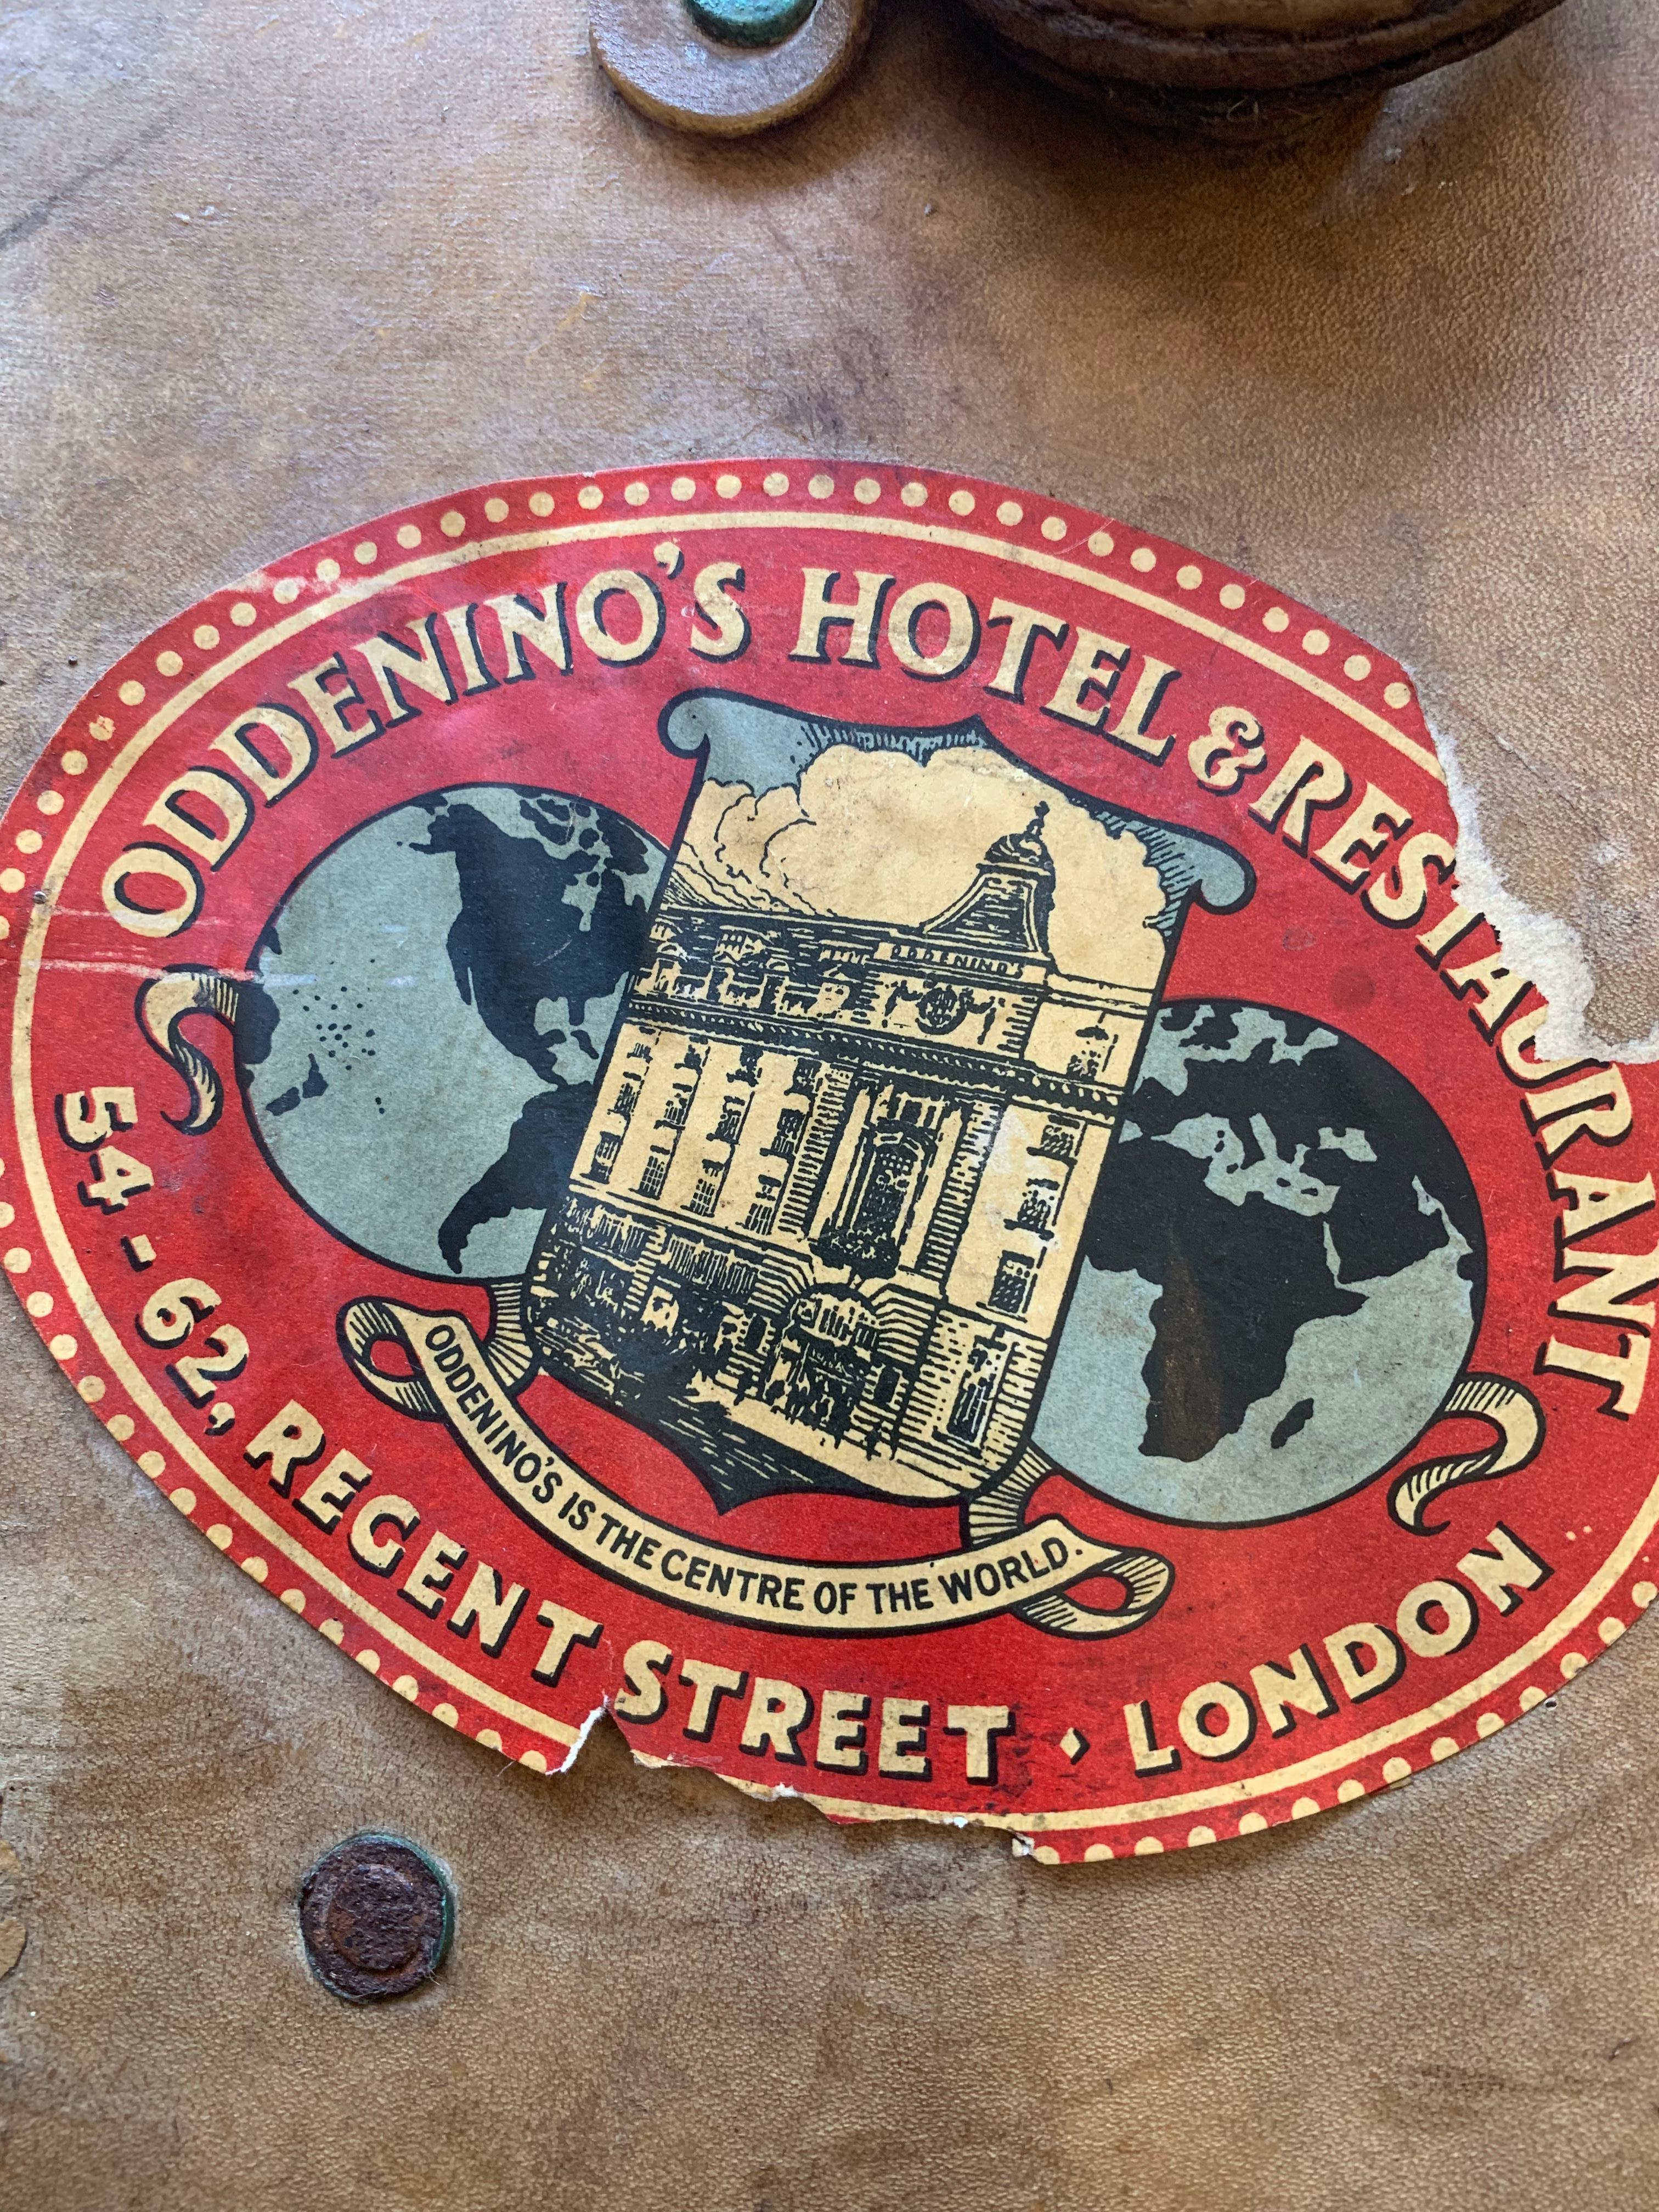 ODDENINO'S HOTEL & RESTAURANT
ODDENINO'S
ODDENINO'S IS THE CENTRE OF THE WORLD.
54-62, REGENT STREET · LONDON